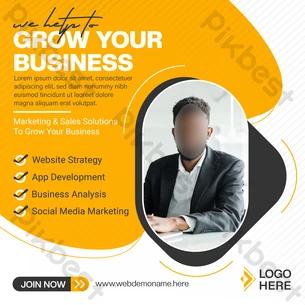 we help to
GROW YOUR
BUSINESS
Lorem ipsum dolor sit amet,
consectetuer adipiscing elit, sed
diam nonummy nibh euismod
tincidunt ut laoreet dolore magna
aliquam erat volutpat.
Marketing & Sales Solutions
To Grow Your Business
Website Strategy
App Development
Business Analysis
Social Media Marketing
JOIN NOW
www.webdemoname.here
LOGO
HERE
pikbest